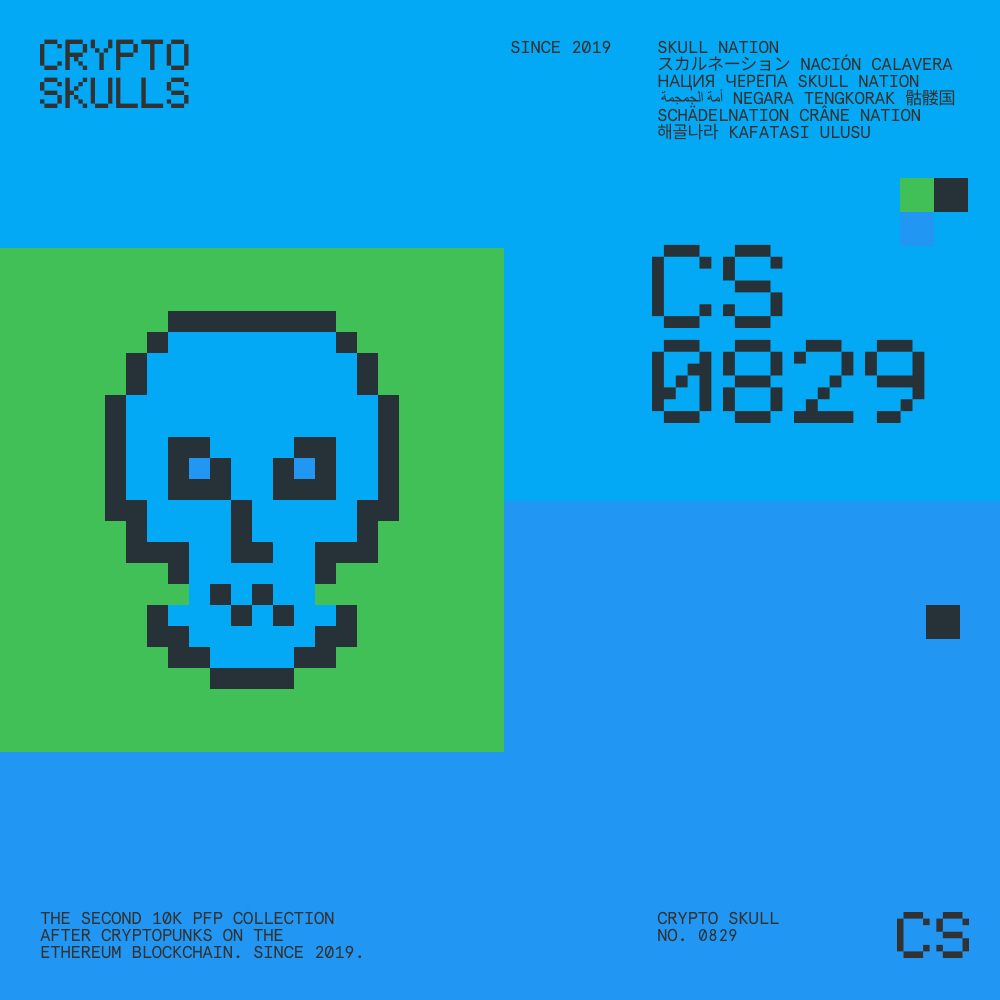 CRYPTO
SKULLS
SINCE 2019
SKULL NATION
スカルネーション NACIÓN CALAVERA
НАЦИЯ ЧЕРЕПА SKULL NATION
أمة الجمجمة NEGARA TENGKORAK 骷髅国
SCHÄDELNATION CRÂNE NATION
해골나라 KAFATASI ULUSU
CS
0829
THE SECOND 10K PFP COLLECTION
AFTER CRYPTOPUNKS ON THE
ETHEREUM BLOCKCHAIN. SINCE 2019.
CRYPTO SKULL
NO. 0829
CS